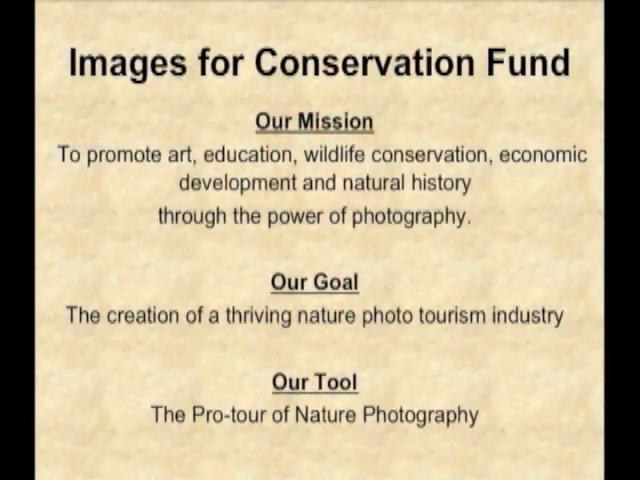 Images for Conservation Fund
Our Mission
To promote art, education, wildlife conservation, economic
development and natural history
through the power of photography.
Our Goal
The creation of a thriving nature photo tourism industry
Our Tool
The Pro-tour of Nature Photography